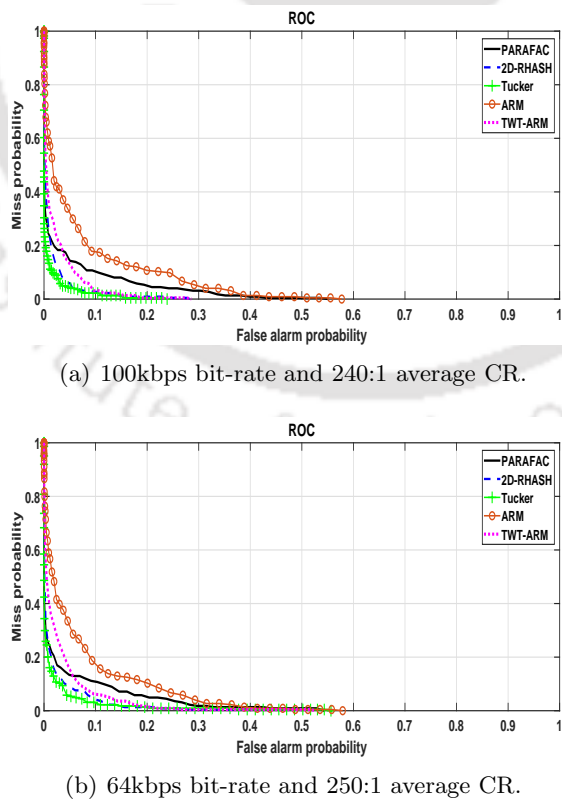 ROC
1
0.8
0.6
0.4
0.2
0
Miss probability
PARAFAC
2D-RHASH
Tucker
ARM
TWT-ARM
0 0.1 0.2 0.3 0.4 0.5 0.6 0.7 0.8 0.9 1
False alarm probability
(a) 100kbps bit-rate and 240:1 average CR.
ROC
1
0.8
0.6
0.4
0.2
0
Miss probability
PARAFAC
2D-RHASH
Tucker
ARM
TWT-ARM
0 0.1 0.2 0.3 0.4 0.5 0.6 0.7 0.8 0.9 1
False alarm probability
(b) 64kbps bit-rate and 250:1 average CR.